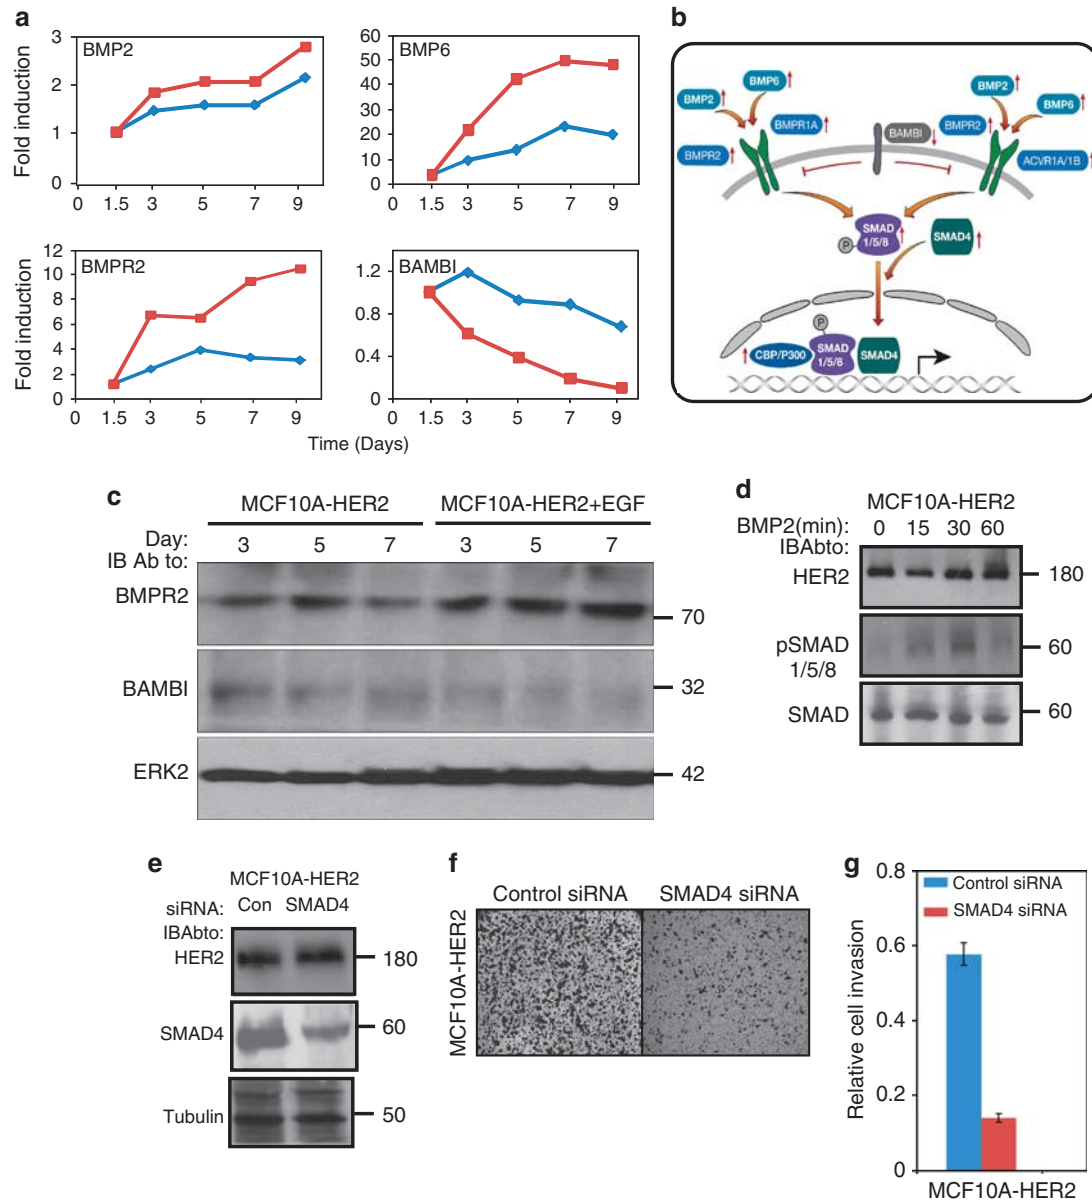 a
BMP2
Fold induction
3
2
1
0
0 1.5 3 5 7 9
BMP6
60
50
40
30
20
10
0
0 1.5 3 5 7 9
BMPR2
Fold induction
12
10
8
6
4
2
0
0 1.5 3 5 7 9
BAMBI
1.2
0.8
0.4
0
0 1.5 3 5 7 9
Time (Days)
b
BMP2
BMP6
BMPR1A
BMPR2
BAMBI
BMP2
BMP6
BMPR2
ACVR1A/1B
P
SMAD
1/5/8
SMAD4
P
CBP/P300
SMAD
1/5/8
SMAD4
c
MCF10A-HER2 MCF10A-HER2+EGF
Day: 3 5 7 3 5 7
IB Ab to:
BMPR2
70
BAMBI 32
ERK2 42
d
MCF10A-HER2
BMP2(min): 0 15 30 60
IBAbto:
HER2 180
pSMAD 60
1/5/8
SMAD 60
e
MCF10A-HER2
siRNA: Con SMAD4
IBAbto:
HER2 180
SMAD4 60
Tubulin 50
f
Control siRNA SMAD4 siRNA
MCF10A-HER2
g
Relative cell invasion
0.8
0.6
0.4
0.2
0
Control siRNA
SMAD4 siRNA
MCF10A-HER2